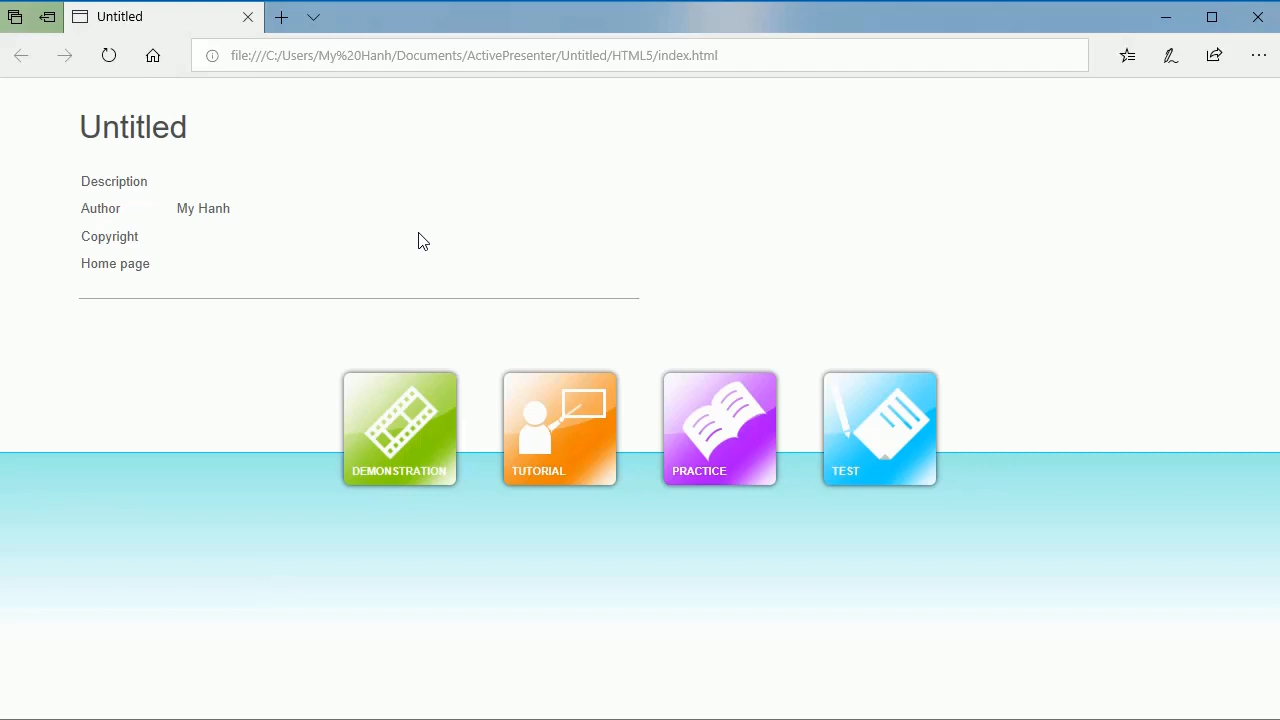 Untitled
file:///C:/Users/My%20Hanh/Documents/ActivePresenter/Untitled/HTML5/index.html
Untitled
Description
Author My Hanh
Copyright
Home page
DEMONSTRATION TUTORIAL PRACTICE TEST